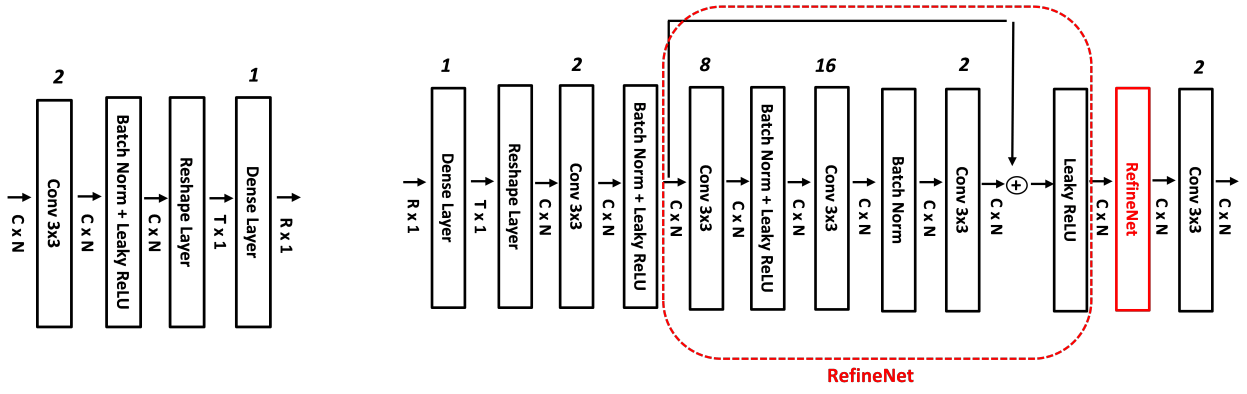 2
1
C x N
Conv 3x3
C x N
Batch Norm + Leaky ReLU
C x N
Reshape Layer
T x 1
Dense Layer
R x 1
1
2
8
16
2
2
R x 1
Dense Layer
T x 1
Reshape Layer
C x N
Conv 3x3
C x N
Batch Norm + Leaky ReLU
C x N
Conv 3x3
C x N
Batch Norm + Leaky ReLU
C x N
Conv 3x3
C x N
Batch Norm
C x N
Conv 3x3
C x N
+
Leaky ReLU
C x N
RefineNet
C x N
Conv 3x3
C x N
RefineNet